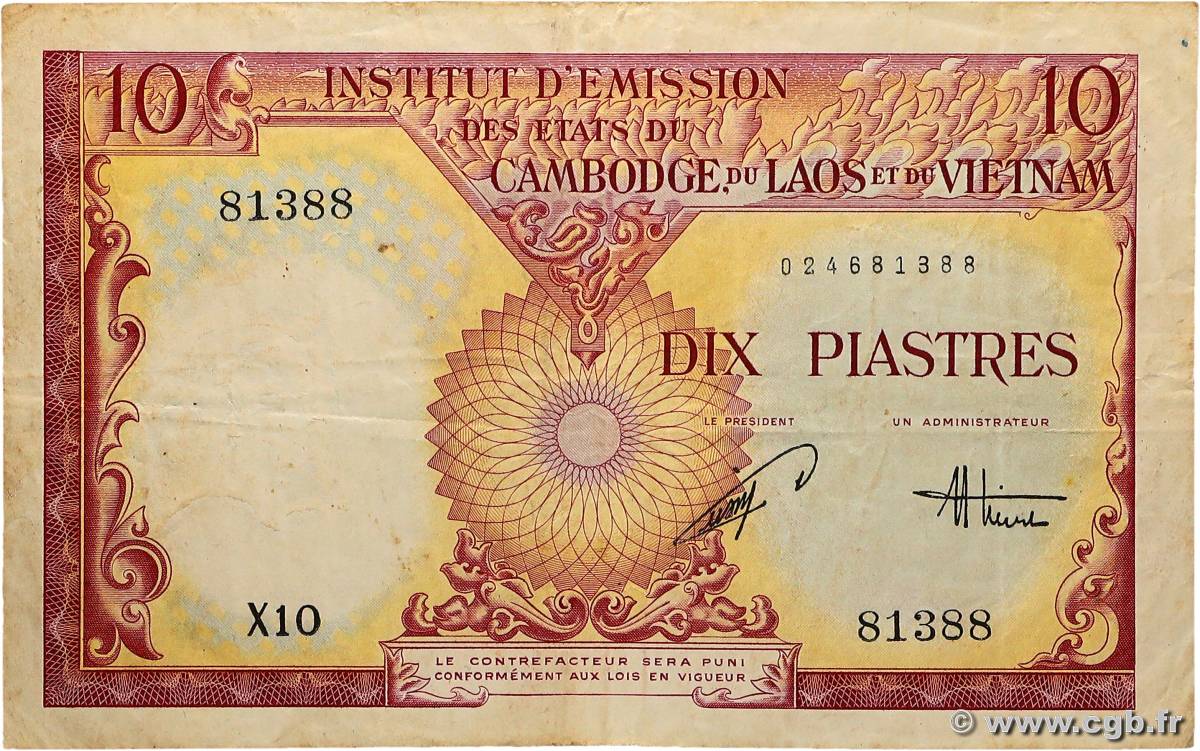 10 INSTITUT D'EMISSION 10
DES ETATS DU
CAMBODGE, DU LAOS ET DU VIETNAM
81388
024681388
DIX PIASTRES
LE PRESIDENT UN ADMINISTRATEUR
X10
81388
LE CONTREFACTEUR SERA PUNI
CONFORMÉMENT AUX LOIS EN VIGUEUR
© www.cgb.fr